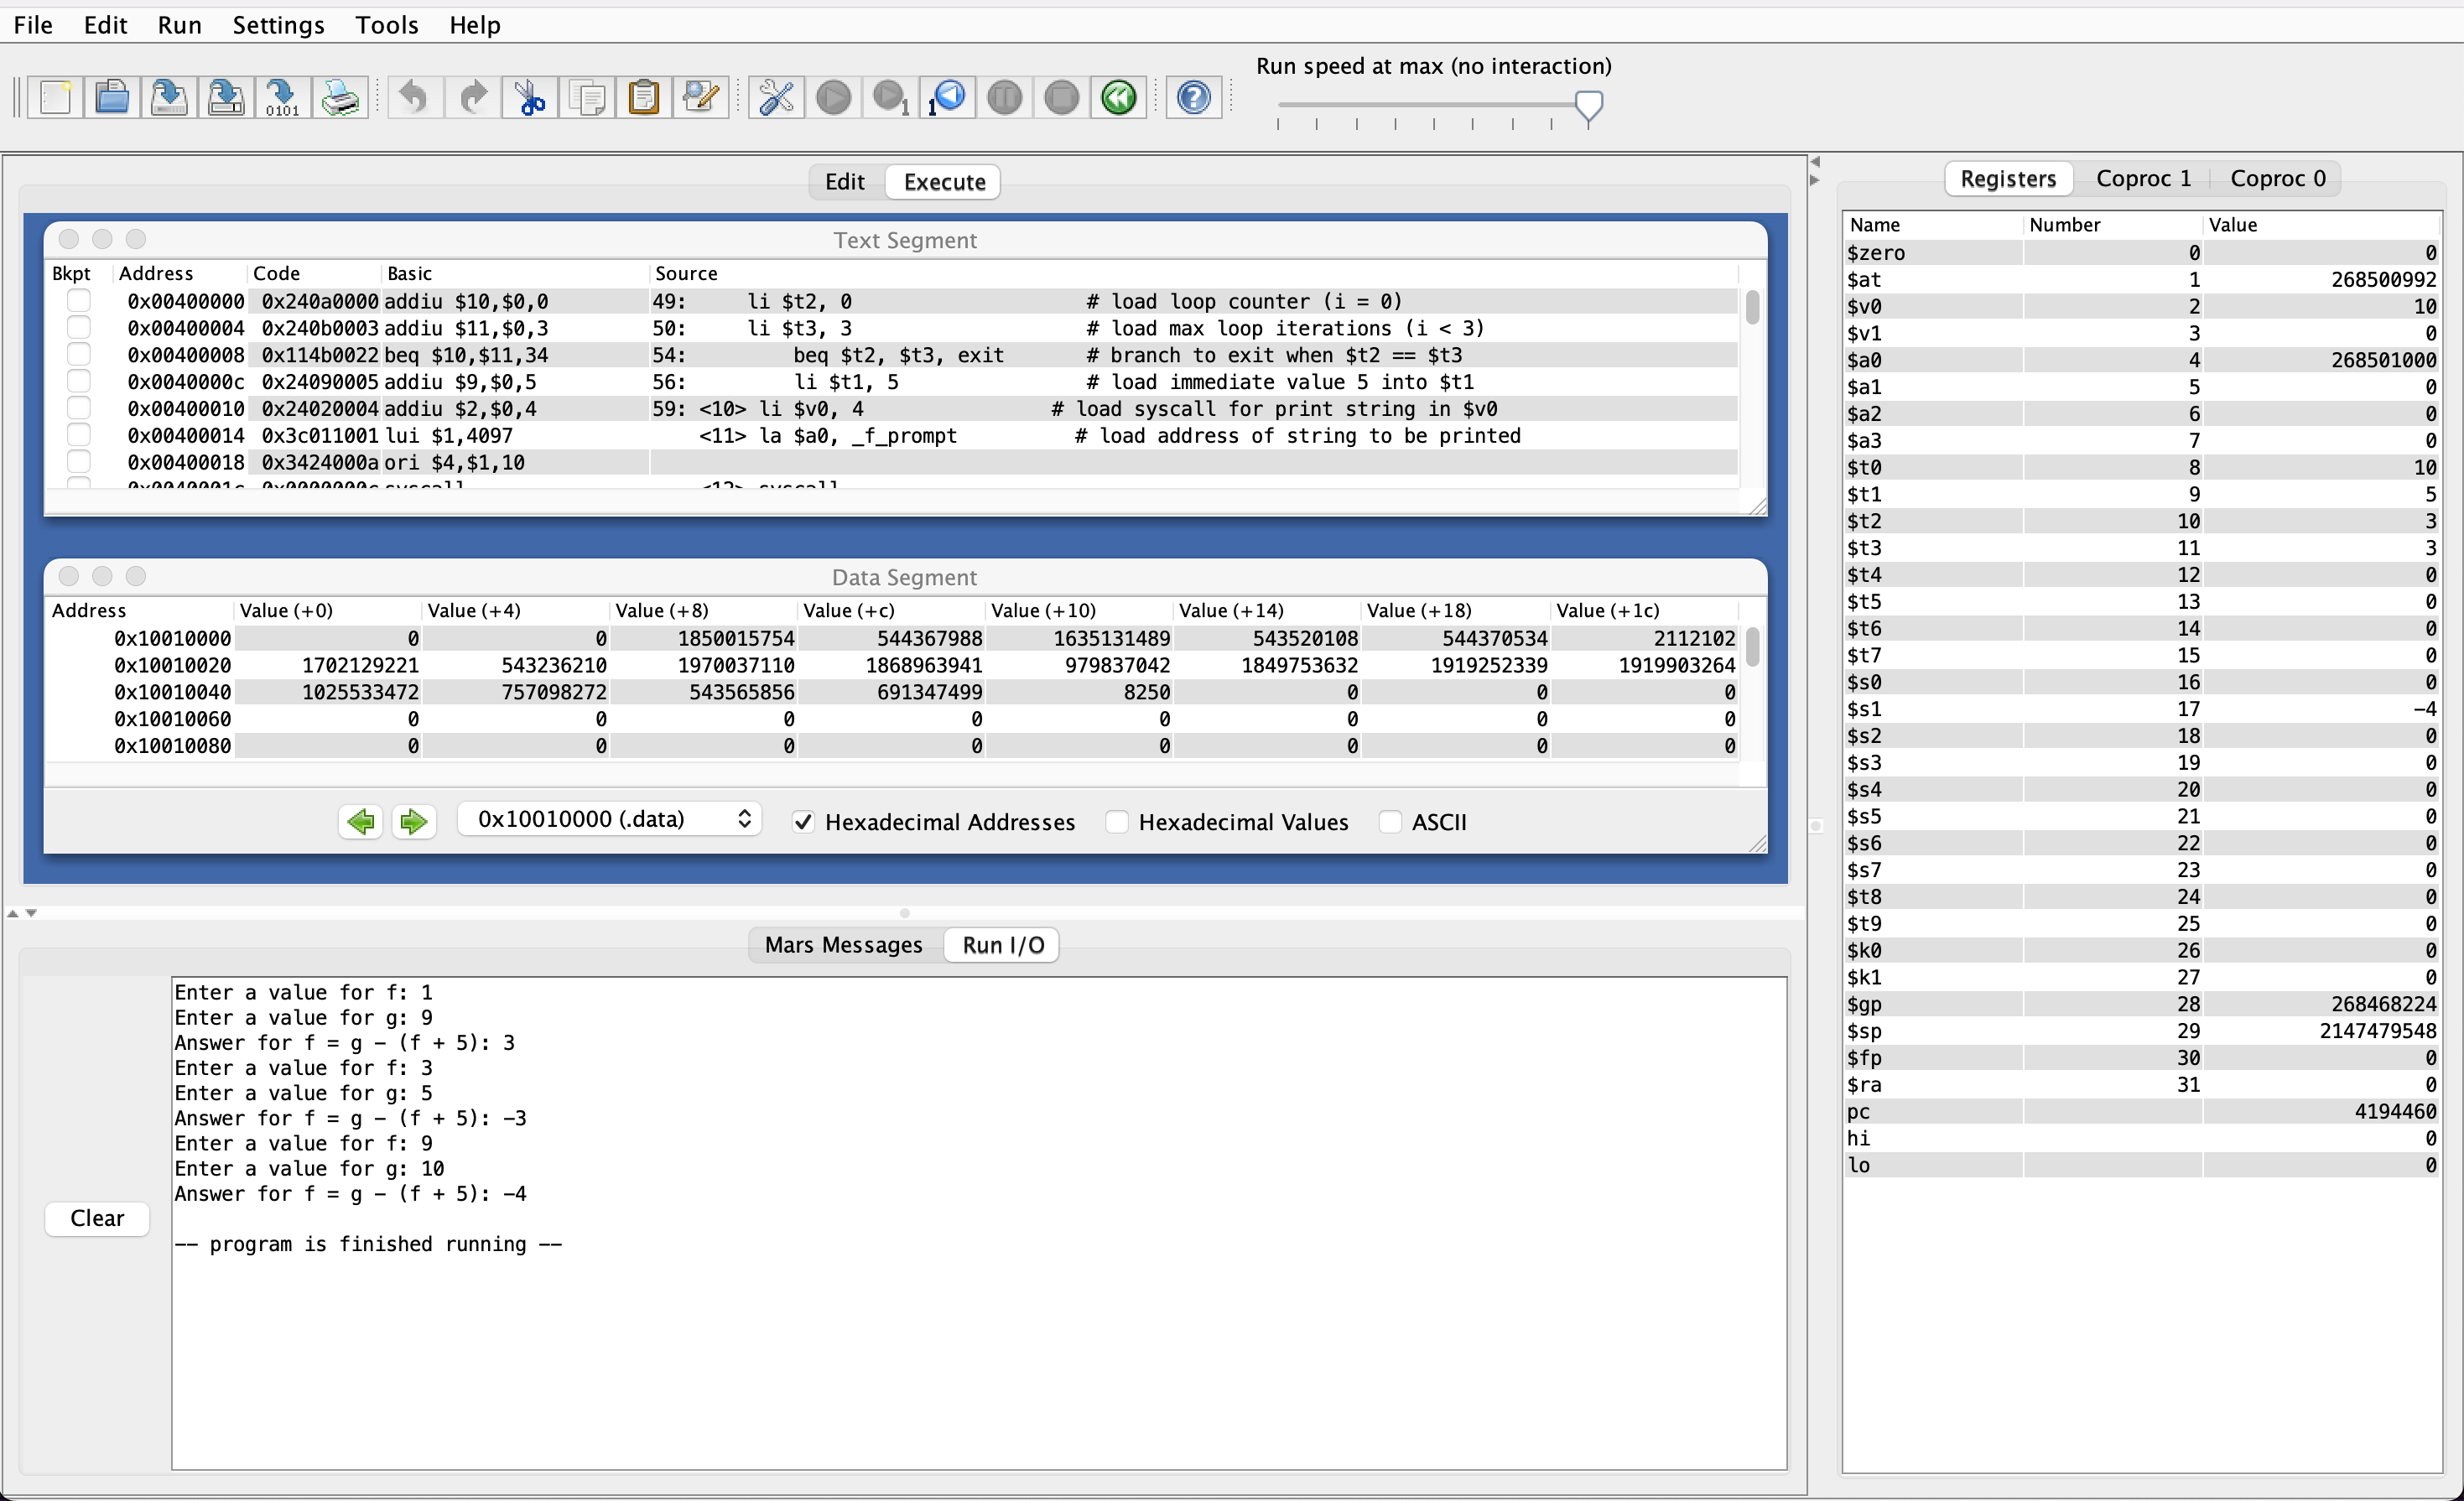 File Edit Run Settings Tools Help
Run speed at max (no interaction)
0101
1
1
Edit Execute
Text Segment
Bkpt Address Code Basic Source
0x00400000 0x240a0000 addiu $10,$0,0 49: li $t2, 0 # load loop counter (i = 0)
0x00400004 0x240b0003 addiu $11,$0,3 50: li $t3, 3 # load max loop iterations (i < 3)
0x00400008 0x114b0022 beq $10,$11,34 54: beq $t2, $t3, exit # branch to exit when $t2 == $t3
0x0040000c 0x24090005 addiu $9,$0,5 56: li $t1, 5 # load immediate value 5 into $t1
0x00400010 0x24020004 addiu $2,$0,4 59: <10> li $v0, 4 # load syscall for print string in $v0
0x00400014 0x3c011001 lui $1,4097 <11> la $a0, _f_prompt # load address of string to be printed
0x00400018 0x3424000a ori $4,$1,10
0x0040001c 0x0000000c syscall <12> syscall
Data Segment
Address Value (+0) Value (+4) Value (+8) Value (+c) Value (+10) Value (+14) Value (+18) Value (+1c)
0x10010000 0 0 1850015754 544367988 1635131489 543520108 544370534 2112102
0x10010020 1702129221 543236210 1970037110 1868963941 979837042 1849753632 1919252339 1919903264
0x10010040 1025533472 757098272 543565856 691347499 8250 0 0 0
0x10010060 0 0 0 0 0 0 0 0
0x10010080 0 0 0 0 0 0 0 0
0x10010000 (.data) Hexadecimal Addresses Hexadecimal Values ASCII
Mars Messages Run I/O
Clear
Enter a value for f: 1
Enter a value for g: 9
Answer for f = g - (f + 5): 3
Enter a value for f: 3
Enter a value for g: 5
Answer for f = g - (f + 5): -3
Enter a value for f: 9
Enter a value for g: 10
Answer for f = g - (f + 5): -4
-- program is finished running --
Registers Coproc 1 Coproc 0
Name Number Value
$zero 0 0
$at 1 268500992
$v0 2 10
$v1 3 0
$a0 4 268501000
$a1 5 0
$a2 6 0
$a3 7 0
$t0 8 10
$t1 9 5
$t2 10 3
$t3 11 3
$t4 12 0
$t5 13 0
$t6 14 0
$t7 15 0
$s0 16 0
$s1 17 -4
$s2 18 0
$s3 19 0
$s4 20 0
$s5 21 0
$s6 22 0
$s7 23 0
$t8 24 0
$t9 25 0
$k0 26 0
$k1 27 0
$gp 28 268468224
$sp 29 2147479548
$fp 30 0
$ra 31 0
pc 4194460
hi 0
lo 0